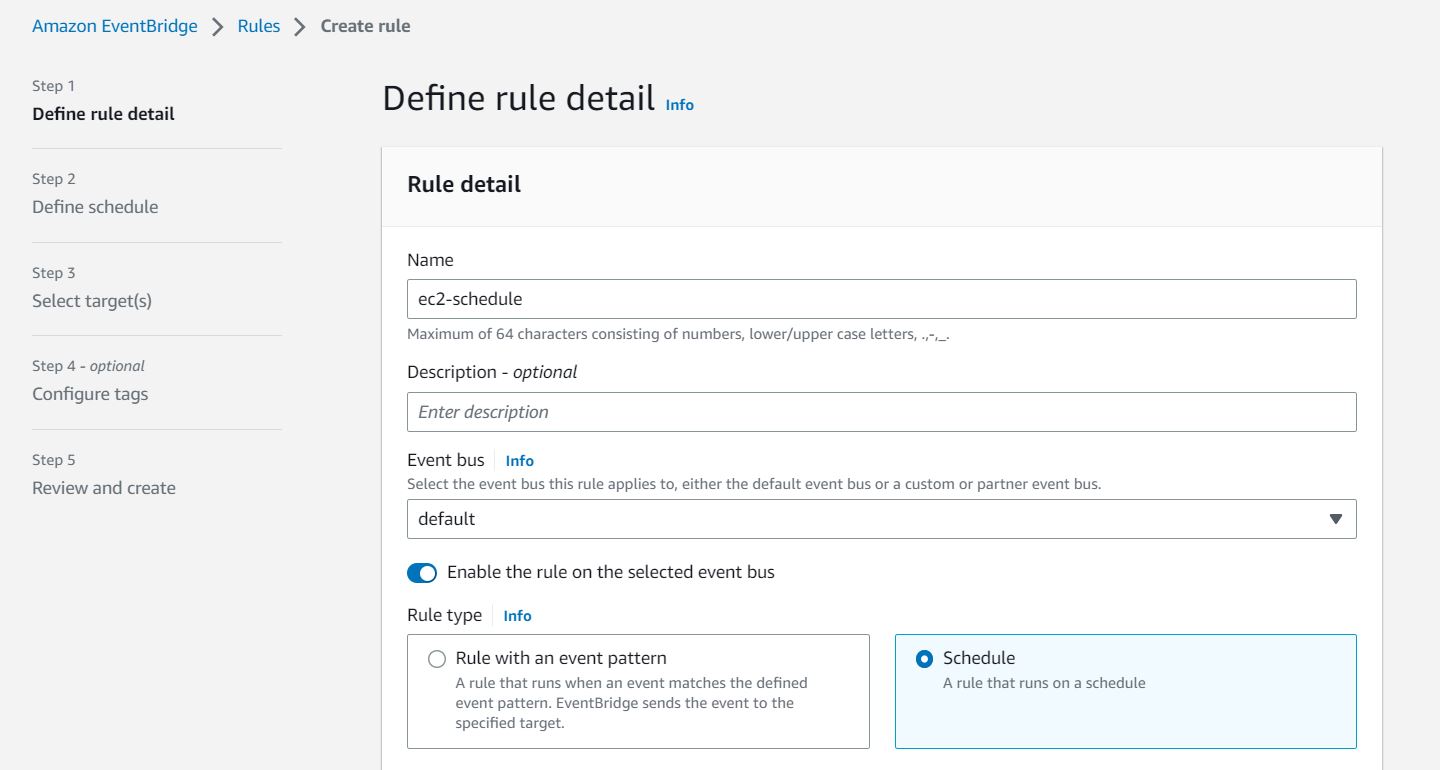 Amazon EventBridge > Rules > Create rule
Step 1
Define rule detail
Step 2
Define schedule
Step 3
Select target(s)
Step 4 - optional
Configure tags
Step 5
Review and create
Define rule detail Info
Rule detail
Name
ec2-schedule
Maximum of 64 characters consisting of numbers, lower/upper case letters, .,-,_.
Description - optional
Enter description
Event bus Info
Select the event bus this rule applies to, either the default event bus or a custom or partner event bus.
default
Enable the rule on the selected event bus
Rule type Info
Rule with an event pattern
A rule that runs when an event matches the defined
event pattern. EventBridge sends the event to the
specified target.
Schedule
A rule that runs on a schedule